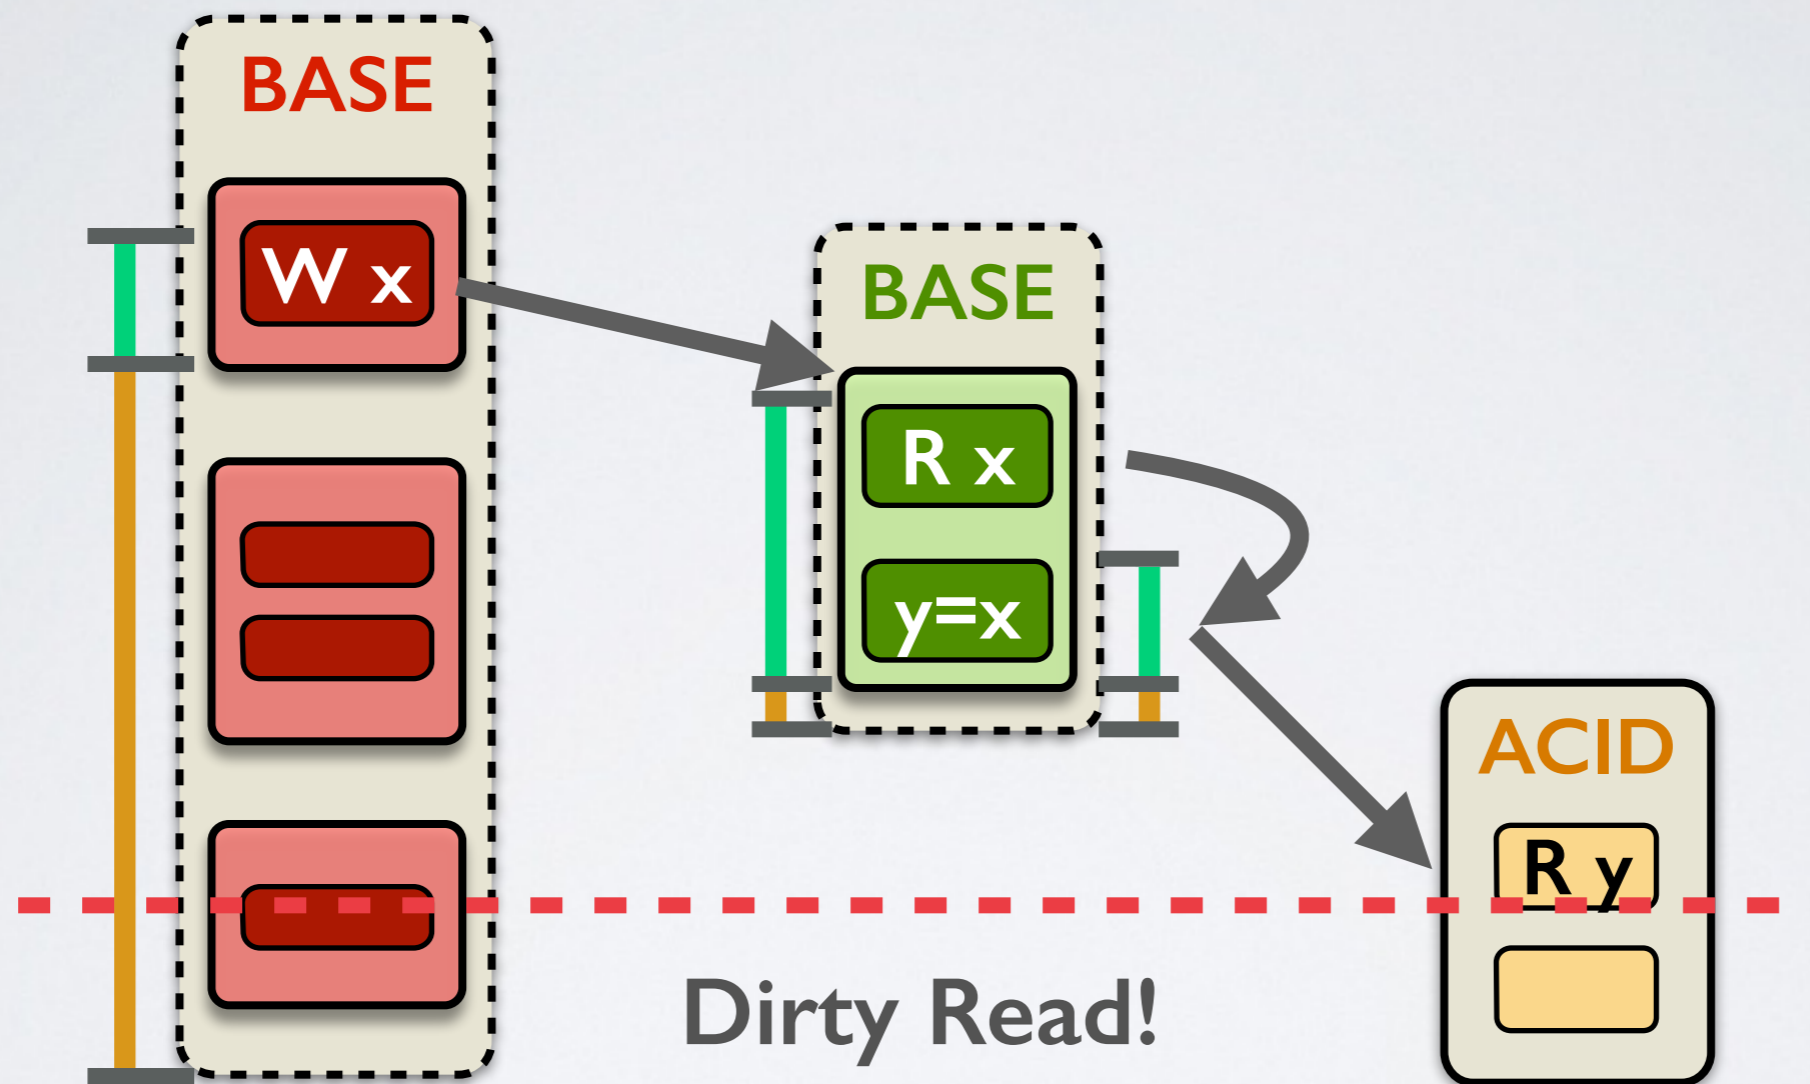 BASE
W x
BASE
R x
y=x
ACID
R y
Dirty Read!